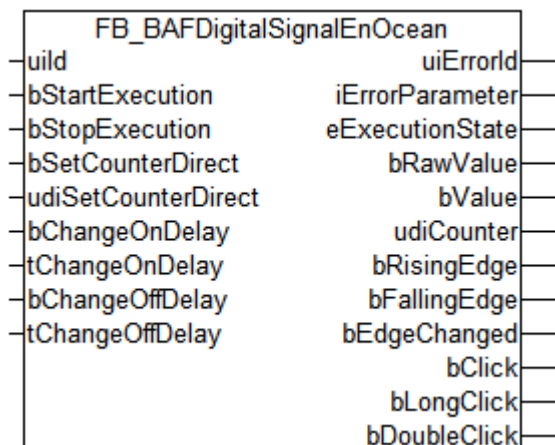 FB_BAFDigitalSignalEnOcean
uiId uiErrorId
bStartExecution iErrorParameter
bStopExecution eExecutionState
bSetCounterDirect bRawValue
udiSetCounterDirect bValue
bChangeOnDelay udiCounter
tChangeOnDelay bRisingEdge
bChangeOffDelay bFallingEdge
tChangeOffDelay bEdgeChanged
bClick
bLongClick
bDoubleClick